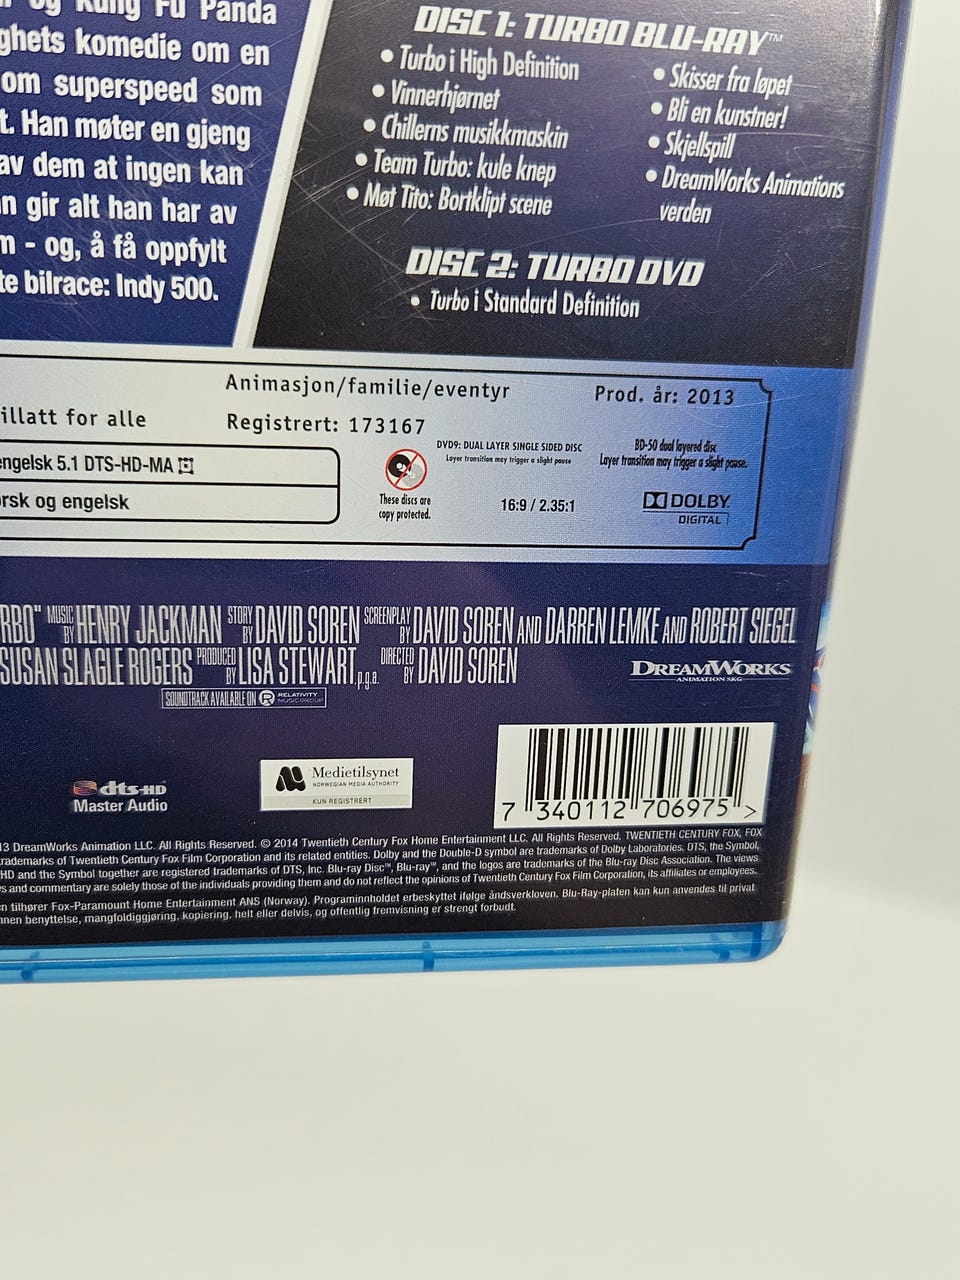 og Kung Fu Panda
ghets komedie om en
om superspeed som
t. Han møter en gjeng
av dem at ingen kan
n gir alt han har av
m - og, å få oppfylt
te bilrace: Indy 500.
DISC 1: TURBO BLU-RAY™
• Turbo i High Definition
• Vinnerhjørnet
• Chillerns musikkmaskin
• Team Turbo: kule knep
• Møt Tito: Bortklipt scene
• Skisser fra løpet
• Bli en kunstner!
• Skjellspill
• DreamWorks Animations
verden
DISC 2: TURBO DVD
• Turbo i Standard Definition
Animasjon/familie/eventyr
Prod. år: 2013
illatt for alle
Registrert: 173167
engelsk 5.1 DTS-HD-MA
rsk og engelsk
These discs are
copy protected.
DVD9: DUAL LAYER SINGLE SIDED DISC
Layer transition may trigger a slight pause
16:9 / 2.35:1
BD-50 dual layered disc
Layer transition may trigger a slight pause.
DOLBY
DIGITAL
RBO" MUSIC BY HENRY JACKMAN STORY BY DAVID SOREN SCREENPLAY BY DAVID SOREN AND DARREN LEMKE AND ROBERT SIEGEL
SUSAN SLAGLE ROGERS PRODUCED BY LISA STEWART, p.g.a. DIRECTED BY DAVID SOREN
DREAMWORKS
ANIMATION SKG
SOUNDTRACK AVAILABLE ON RELATIVITY MUSIC GROUP
dts-HD
Master Audio
Medietilsynet
NORWEGIAN MEDIA AUTHORITY
KUN REGISTRERT
7 340112 706975 >
13 DreamWorks Animation LLC. All Rights Reserved. © 2014 Twentieth Century Fox Home Entertainment LLC. All Rights Reserved. TWENTIETH CENTURY FOX, FOX
rademarks of Twentieth Century Fox Film Corporation and its related entities. Dolby and the Double-D symbol are trademarks of Dolby Laboratories. DTS, the Symbol,
HD and the Symbol together are registered trademarks of DTS, Inc. Blu-ray Disc™, Blu-ray™, and the logos are trademarks of the Blu-ray Disc Association. The views
s and commentary are solely those of the individuals providing them and do not reflect the opinions of Twentieth Century Fox Film Corporation, its affiliates or employees.
n tilhører Fox-Paramount Home Entertainment ANS (Norway). Programinnholdet erbeskyttet ifølge åndsverkloven. Blu-Ray-platen kan kun anvendes til privat
nnen benyttelse, mangfoldiggjøring, kopiering, helt eller delvis, og offentlig fremvisning er strengt forbudt.